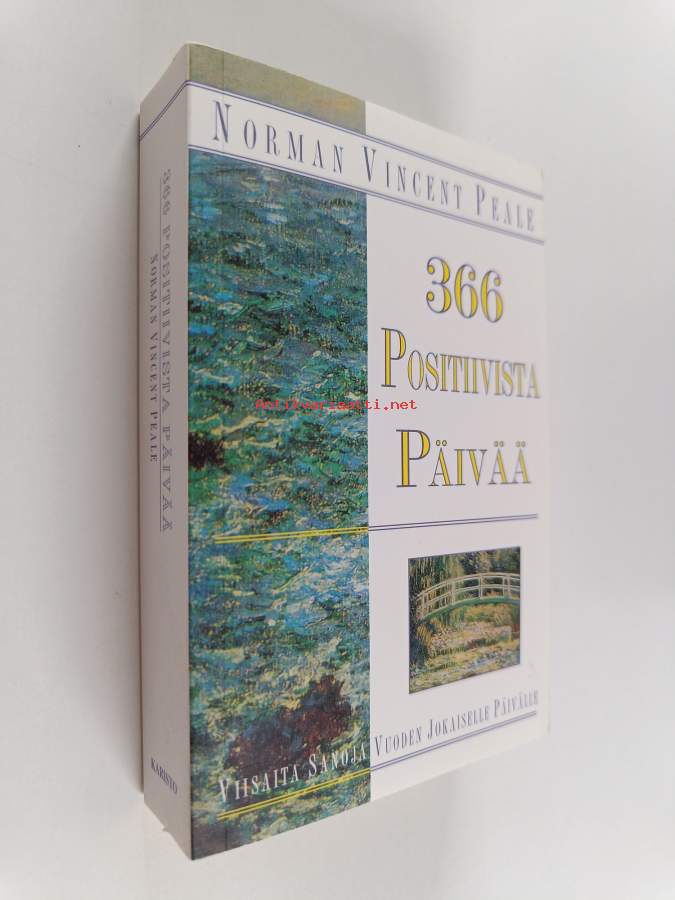 NORMAN VINCENT PEALE
366
POSITIIVISTA
PÄIVÄÄ
VIISAITA SANOJA VUODEN JOKAISELLE PÄIVÄLLE
366 POSITIIVISTA PÄIVÄÄ
NORMAN VINCENT PEALE
KARISTO
Antikvariaatti.net